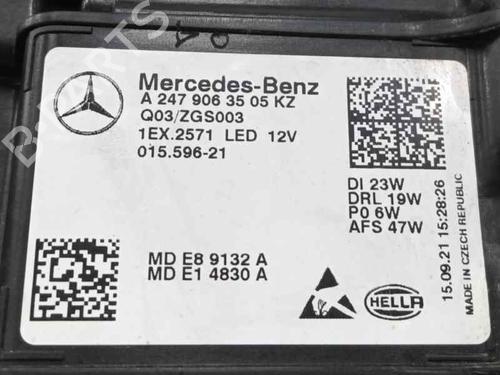 Mercedes-Benz
A 247 906 35 05 KZ
Q03/ZGS003
1EX.2571 LED 12V
015.596-21
DI 23W
DRL 19W
PO 6W
AFS 47W
MD E8 9132 A
MD E1 4830 A
HELLA
15.09.21 15:28:26
MADE IN CZECH REPUBLIC